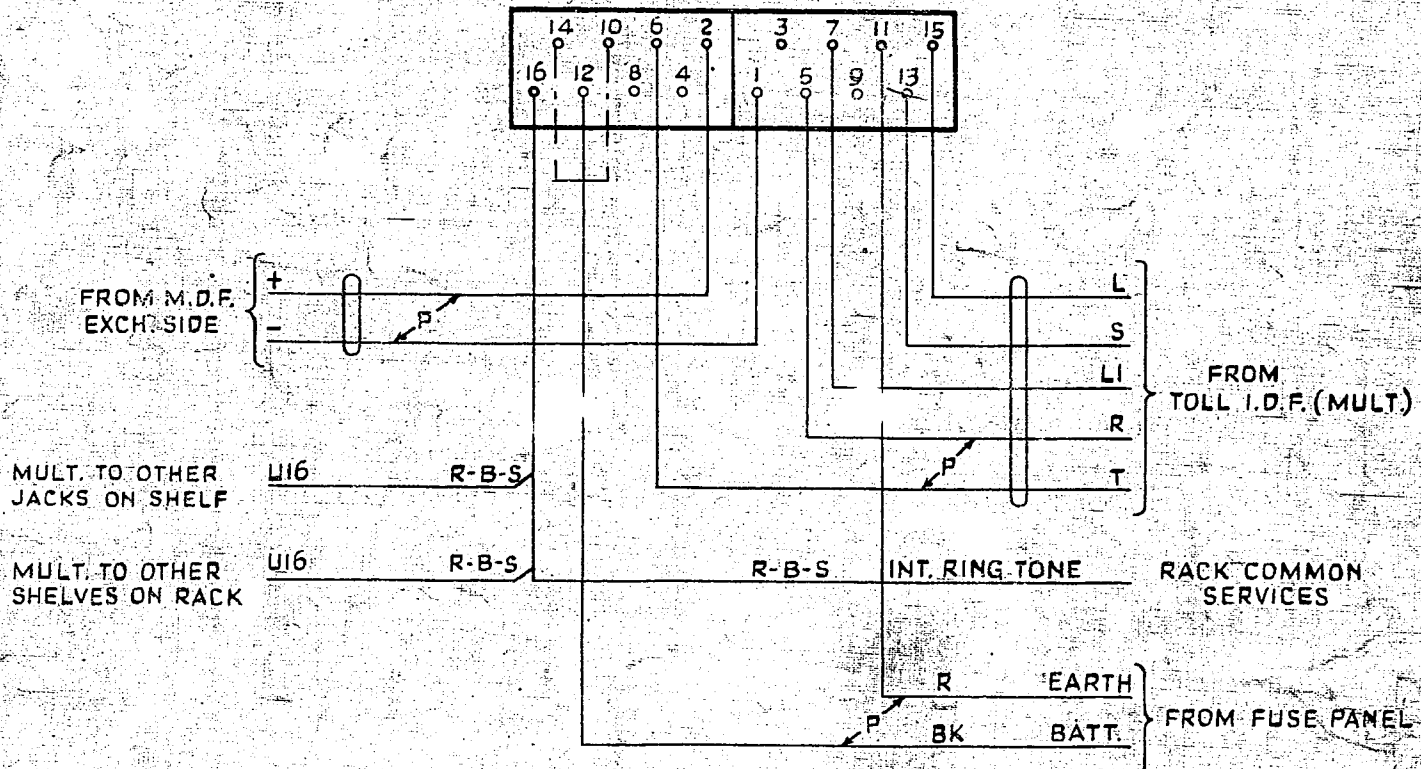 14 10 6 2 3 7 11 15
16 12 8 4 1 5 9 13
FROM M.D.F.
EXCH. SIDE
+
-
P
L
S
L1
R
T
P
FROM
TOLL I.D.F. (MULT.)
MULT. TO OTHER
JACKS ON SHELF
U16 R-B-S
MULT. TO OTHER
SHELVES ON RACK
U16 R-B-S
R-B-S INT. RING TONE
RACK COMMON
SERVICES
R EARTH
P
BK BATT.
FROM FUSE PANEL